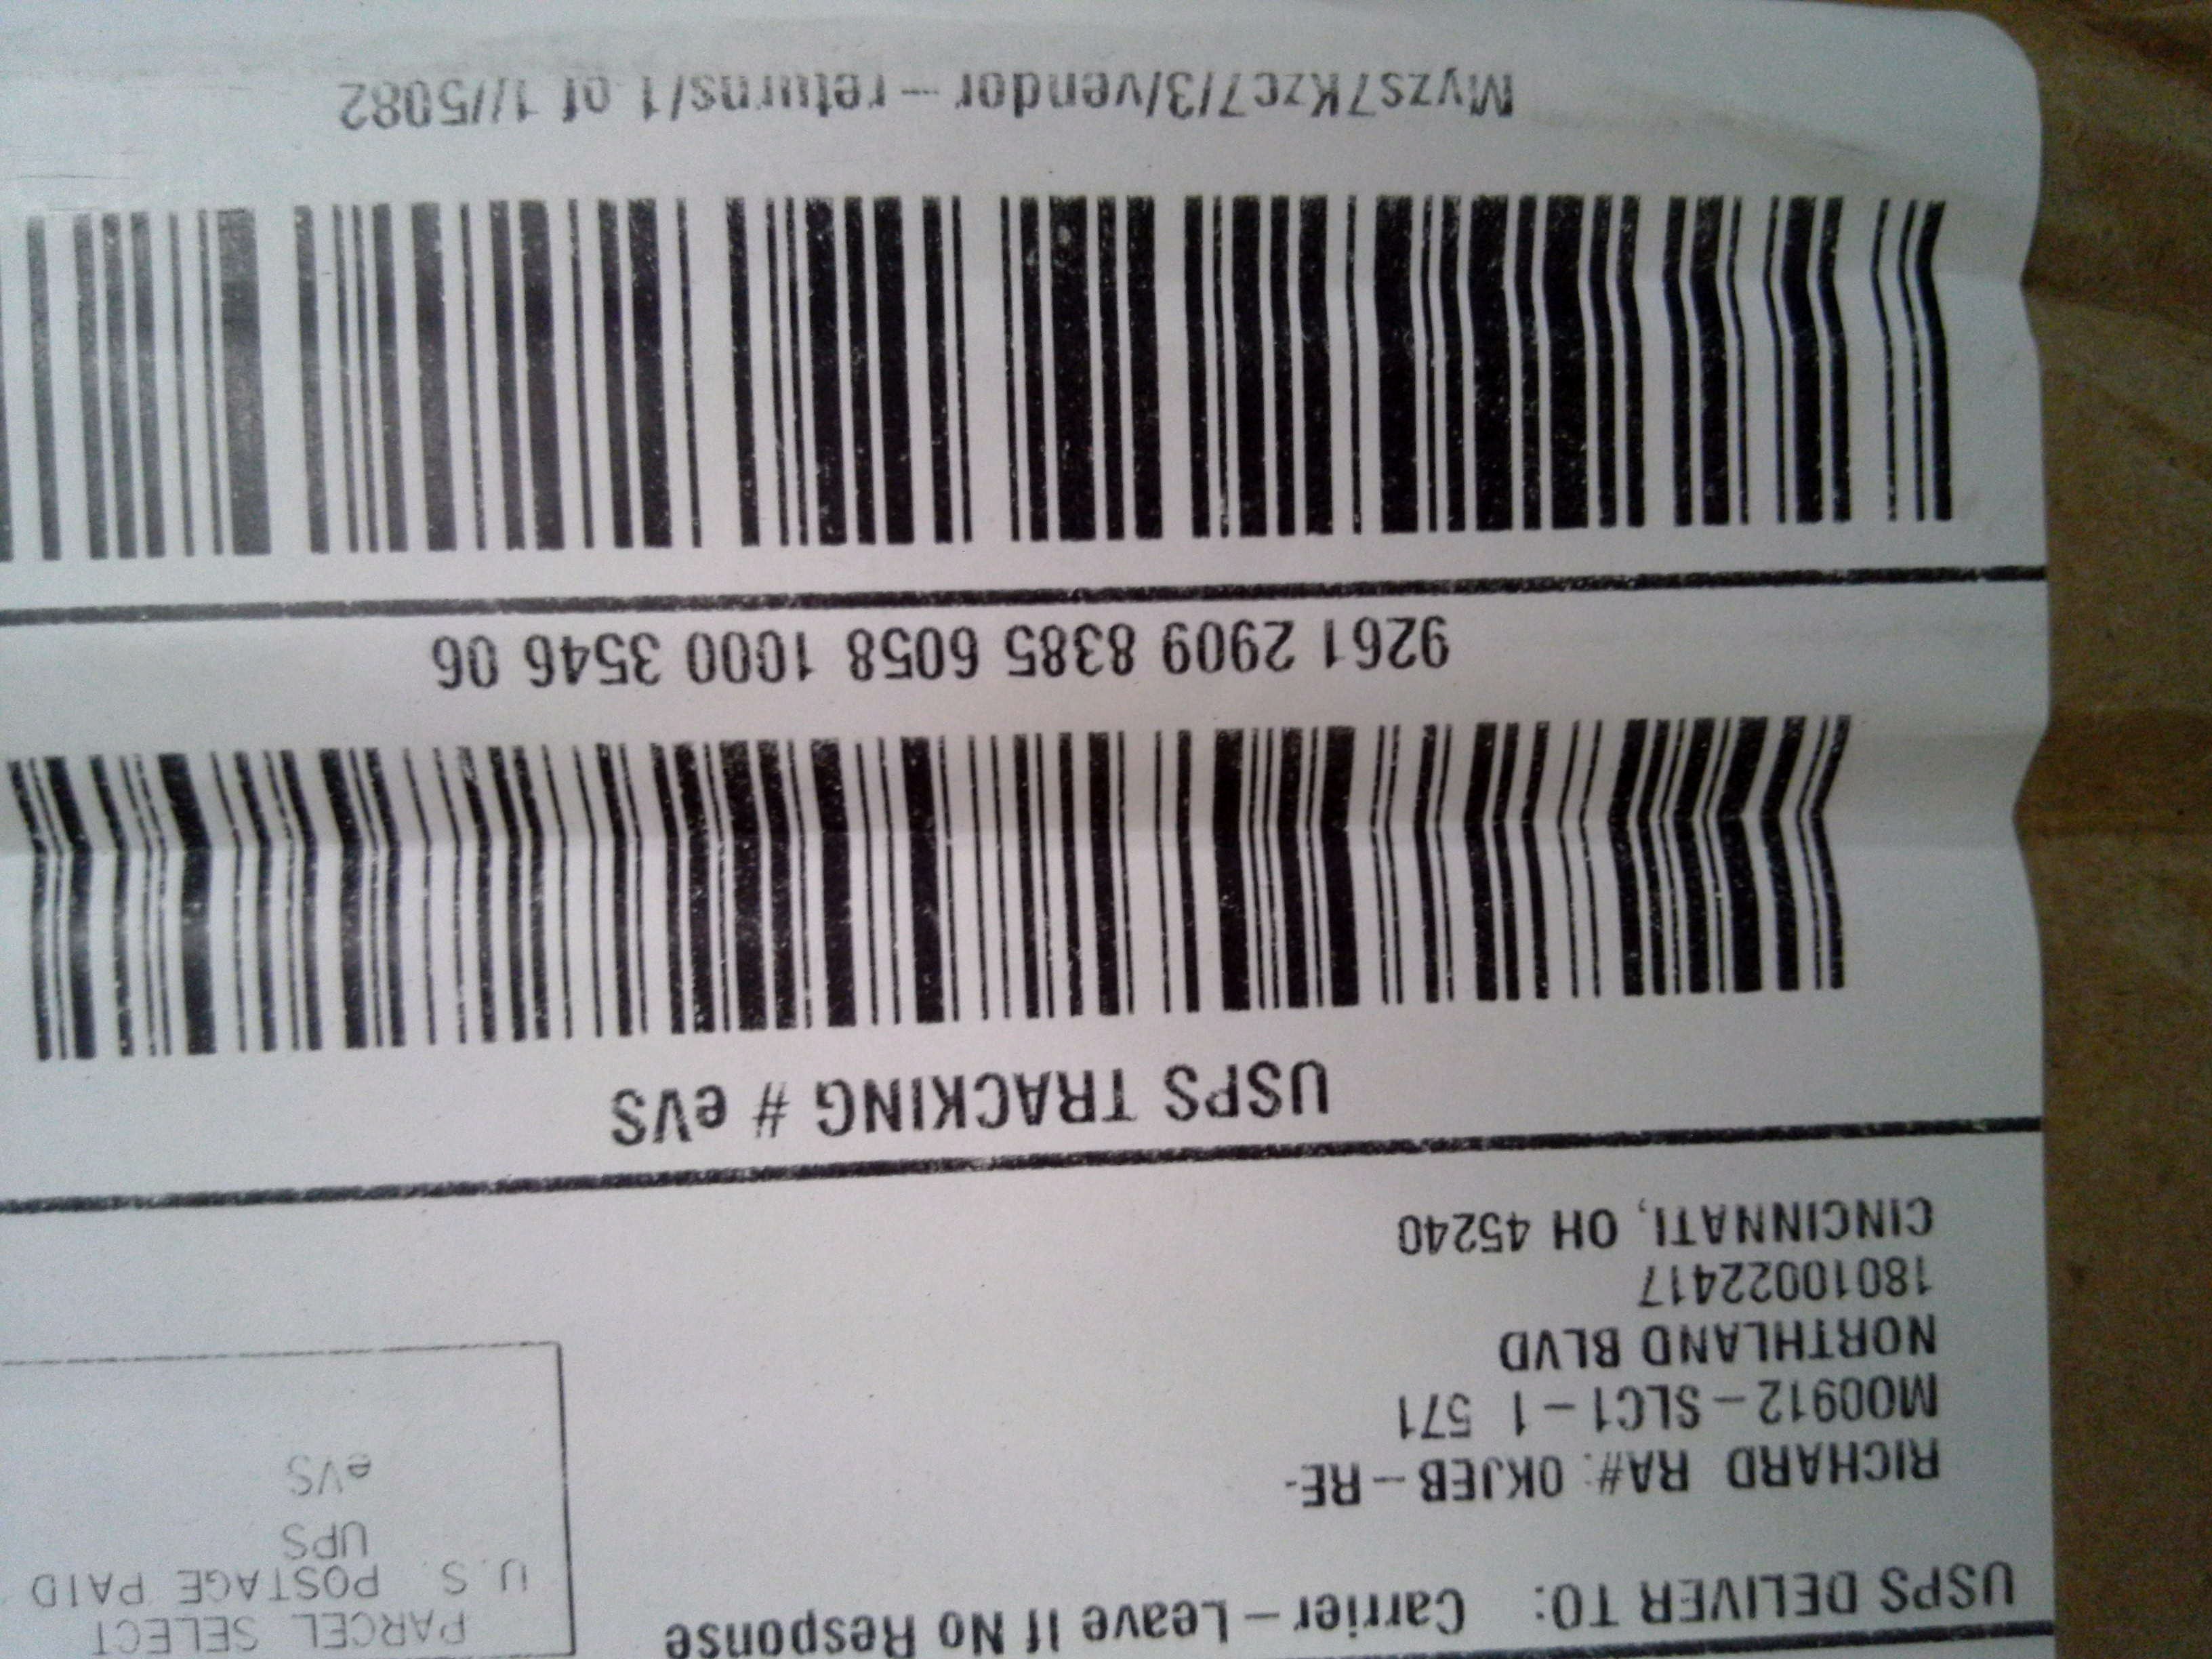 USPS DELIVER TO: Carrier – Leave If No Response
PARCEL SELECT
U.S. POSTAGE PAID
UPS
eVS
RICHARD RA#: 0KJEB – RE-
M00912 – SLC1 – 1 571
NORTHLAND BLVD
18010022417
CINCINNATI, OH 45240
USPS TRACKING # eVS
9261 2909 8385 6058 1000 3546 06
Myzs7Kzc7/3/vendor – returns/1 of 1//5082